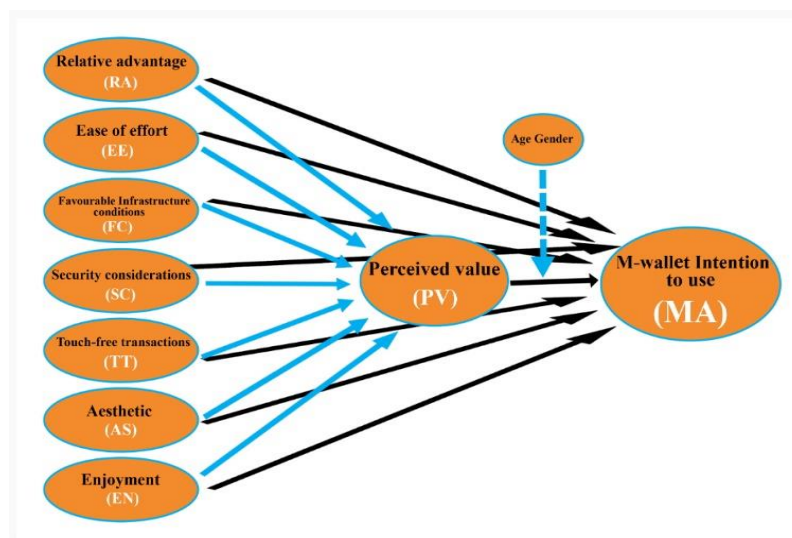 Relative advantage
(RA)
Ease of effort
(EE)
Favourable Infrastructure
conditions
(FC)
Security considerations
(SC)
Touch-free transactions
(TT)
Aesthetic
(AS)
Enjoyment
(EN)
Age Gender
Perceived value
(PV)
M-wallet Intention
to use
(MA)